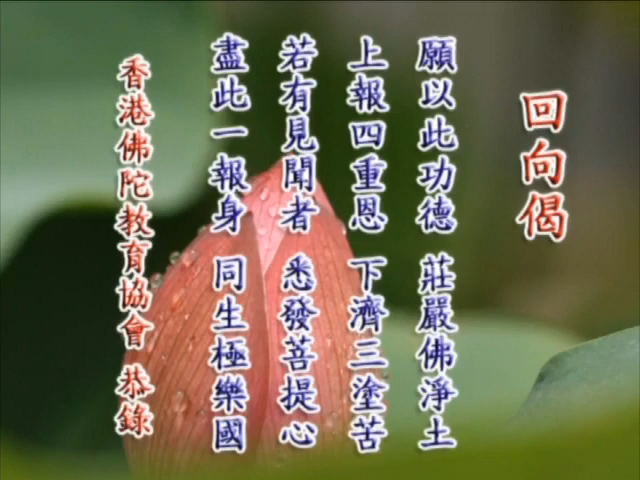 回向偈
願以此功德 莊嚴佛淨土
上報四重恩 下濟三塗苦
若有見聞者 悉發菩提心
盡此一報身 同生極樂國
香港佛陀教育協會 恭錄